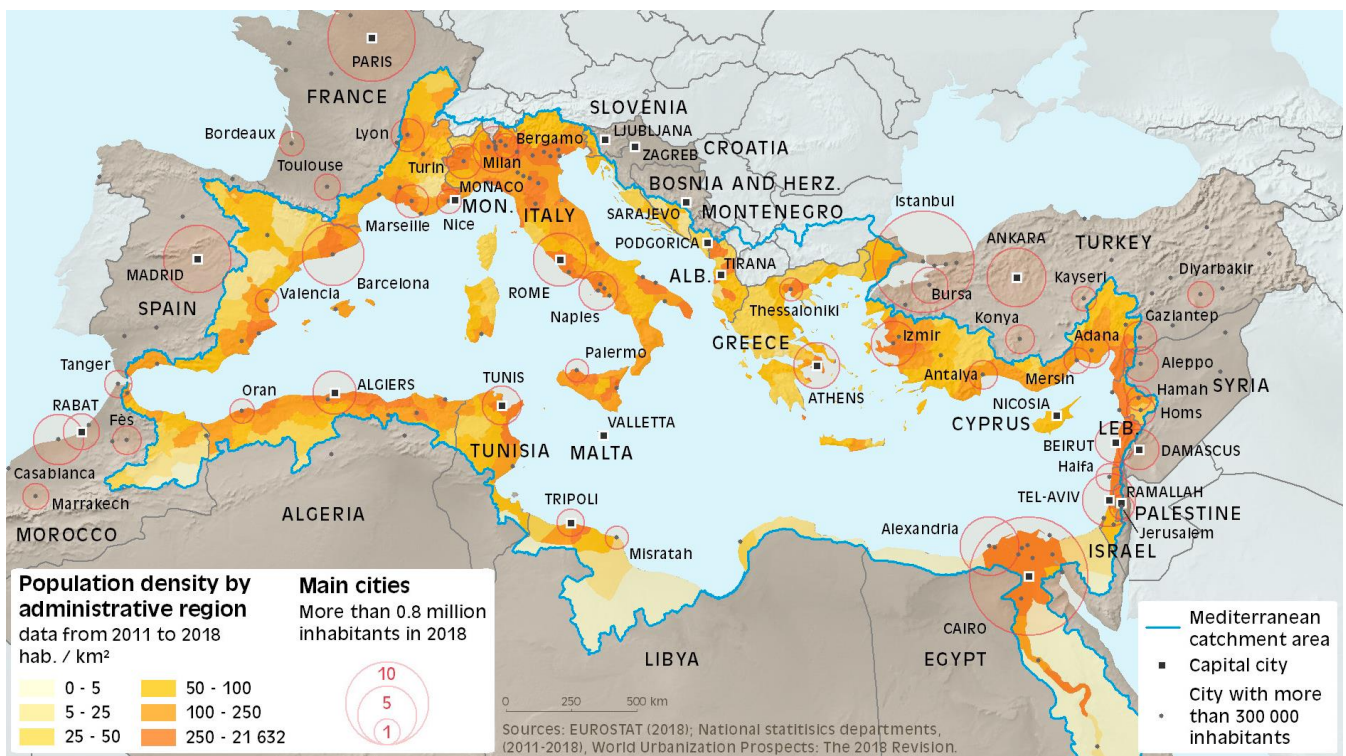 PARIS
FRANCE
SLOVENIA
Bordeaux
Lyon
Bergamo
LJUBLJANA
CROATIA
ZAGREB
Toulouse
Turin
Milan
MONACO
BOSNIA AND HERZ.
MON.
ITALY
SARAJEVO
MONTENEGRO
Istanbul
Marseille
Nice
PODGORICA
ANKARA
TURKEY
MADRID
TIRANA
Kayseri
Diyarbakir
SPAIN
Valencia
Barcelona
ROME
ALB.
Bursa
Naples
Thessaloniki
Konya
Gaziantep
GREECE
Izmir
Adana
Tanger
Palermo
Antalya
Mersin
Aleppo
Oran
ALGIERS
TUNIS
ATHENS
NICOSIA
Hamah
SYRIA
RABAT
Fès
VALLETTA
CYPRUS
LEB.
Homs
TUNISIA
MALTA
BEIRUT
DAMASCUS
Casablanca
Haifa
Marrakech
TRIPOLI
TEL-AVIV
RAMALLAH
PALESTINE
MOROCCO
ALGERIA
Alexandria
Jerusalem
Misratah
ISRAEL
CAIRO
LIBYA
EGYPT
Population density by
administrative region
data from 2011 to 2018
hab. / km²
0 - 5
5 - 25
25 - 50
50 - 100
100 - 250
250 - 21 632
Main cities
More than 0.8 million
inhabitants in 2018
10
5
1
0 250 500 km
Sources: EUROSTAT (2018); National statitsics departments,
(2011-2018), World Urbanization Prospects: The 2018 Revision.
Mediterranean
catchment area
Capital city
City with more
than 300 000
inhabitants